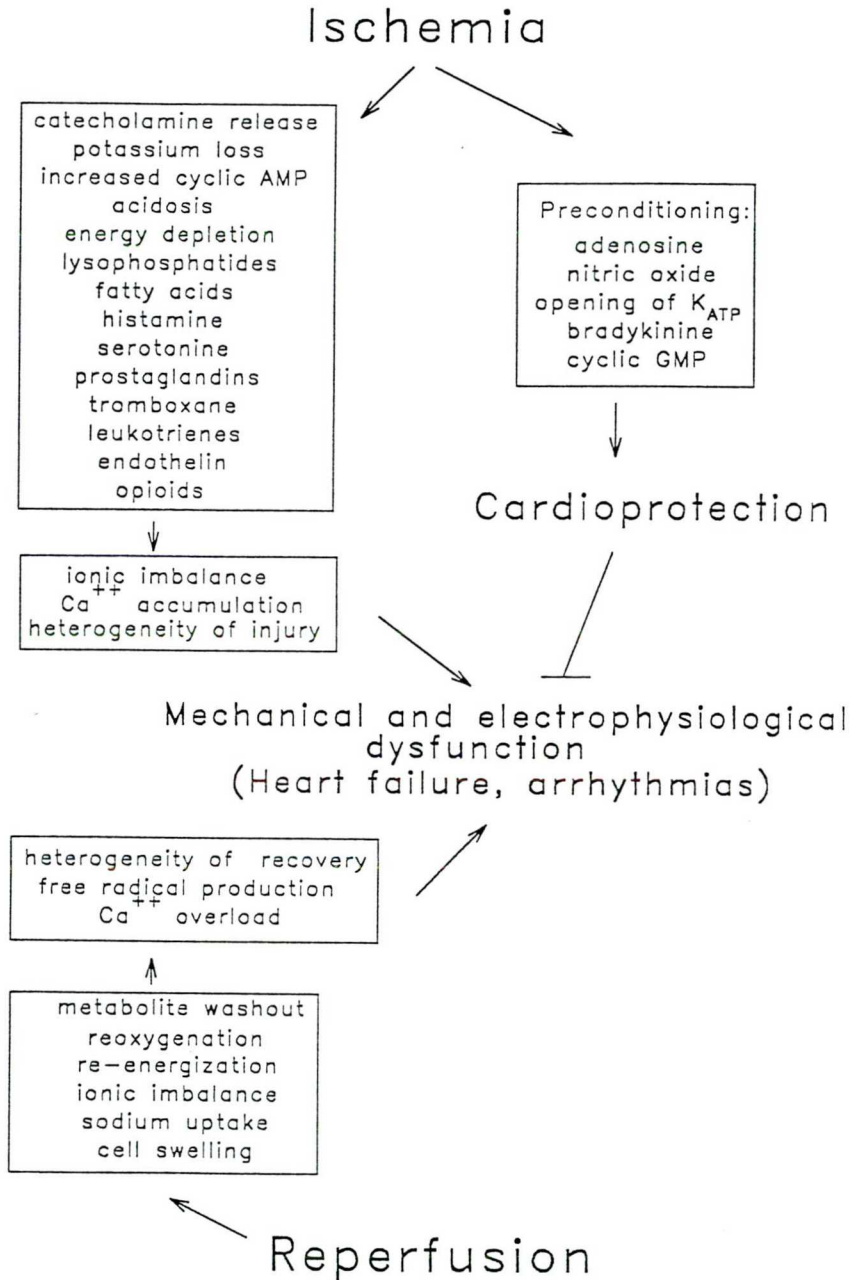 Ischemia
catecholamine release
potassium loss
increased cyclic AMP
acidosis
energy depletion
lysophosphatides
fatty acids
histamine
serotonine
prostaglandins
tromboxane
leukotrienes
endothelin
opioids
Preconditioning:
adenosine
nitric oxide
opening of K_ATP
bradykinine
cyclic GMP
Cardioprotection
ionic imbalance
Ca++ accumulation
heterogeneity of injury
Mechanical and electrophysiological
dysfunction
(Heart failure, arrhythmias)
heterogeneity of recovery
free radical production
Ca++ overload
metabolite washout
reoxygenation
re-energization
ionic imbalance
sodium uptake
cell swelling
Reperfusion